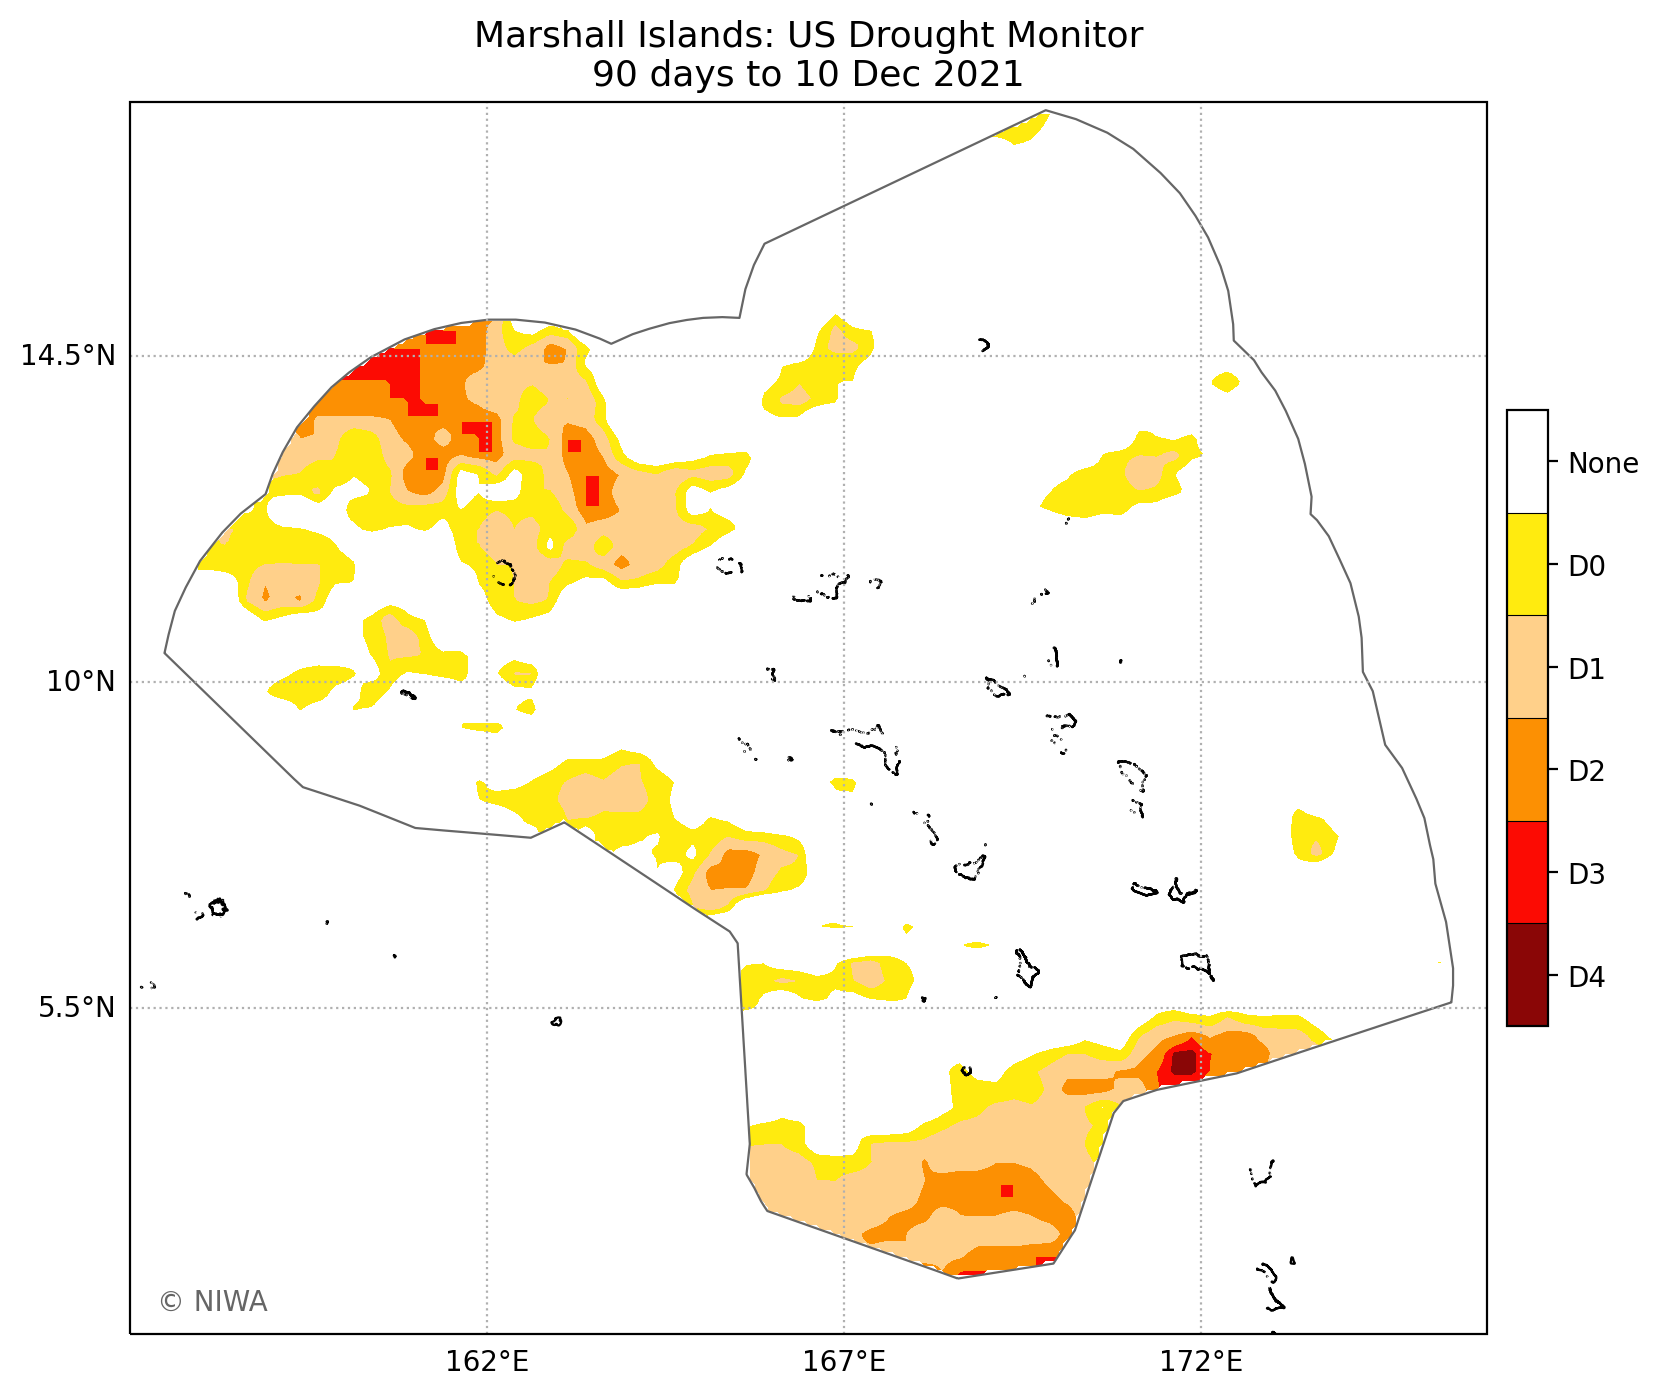 Marshall Islands: US Drought Monitor
90 days to 10 Dec 2021
14.5°N
10°N
5.5°N
162°E
167°E
172°E
None
D0
D1
D2
D3
D4
© NIWA